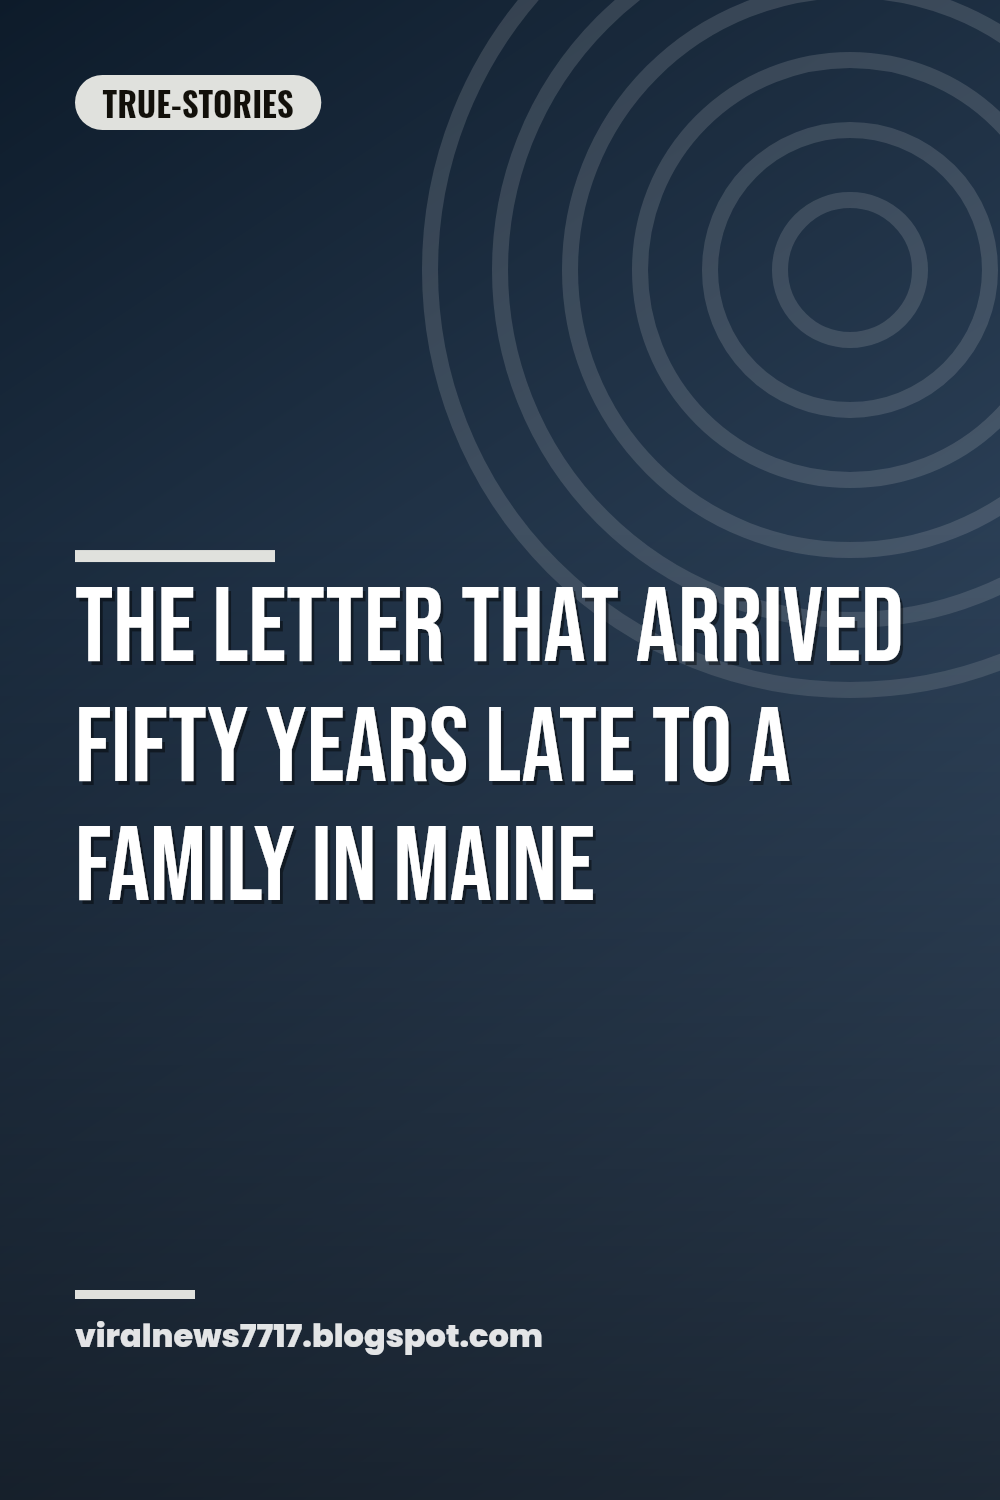 TRUE-STORIES
THE LETTER THAT ARRIVED
FIFTY YEARS LATE TO A
FAMILY IN MAINE
viralnews7717.blogspot.com